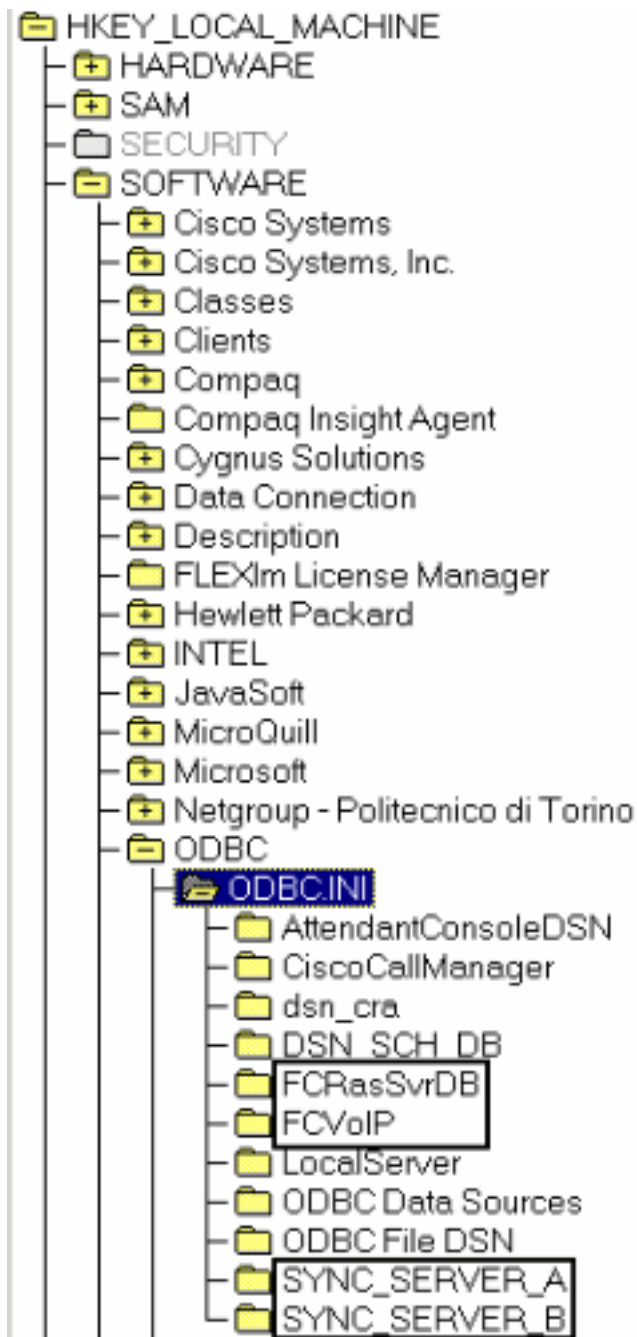 HKEY_LOCAL_MACHINE
HARDWARE
SAM
SECURITY
SOFTWARE
Cisco Systems
Cisco Systems, Inc.
Classes
Clients
Compaq
Compaq Insight Agent
Cygnus Solutions
Data Connection
Description
FLEXlm License Manager
Hewlett Packard
INTEL
JavaSoft
MicroQuill
Microsoft
Netgroup - Politecnico di Torino
ODBC
ODBC.INI
AttendantConsoleDSN
CiscoCallManager
dsn_cra
DSN_SCH_DB
FCRasSvrDB
FCVoIP
LocalServer
ODBC Data Sources
ODBC File DSN
SYNC_SERVER_A
SYNC_SERVER_B